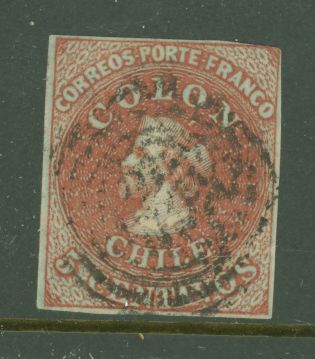 CORREOS PORTE FRANCO
COLON
CHILE
5 CENTAVOS